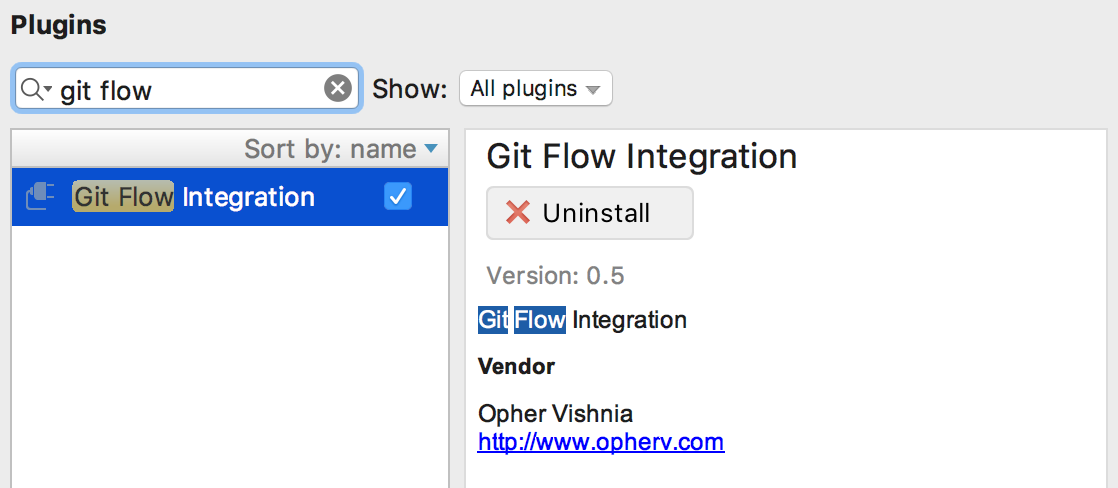 Plugins
git flow
Show: All plugins
Sort by: name
Git Flow Integration
Git Flow Integration
Uninstall
Version: 0.5
Git Flow Integration
Vendor
Opher Vishnia
http://www.opherv.com